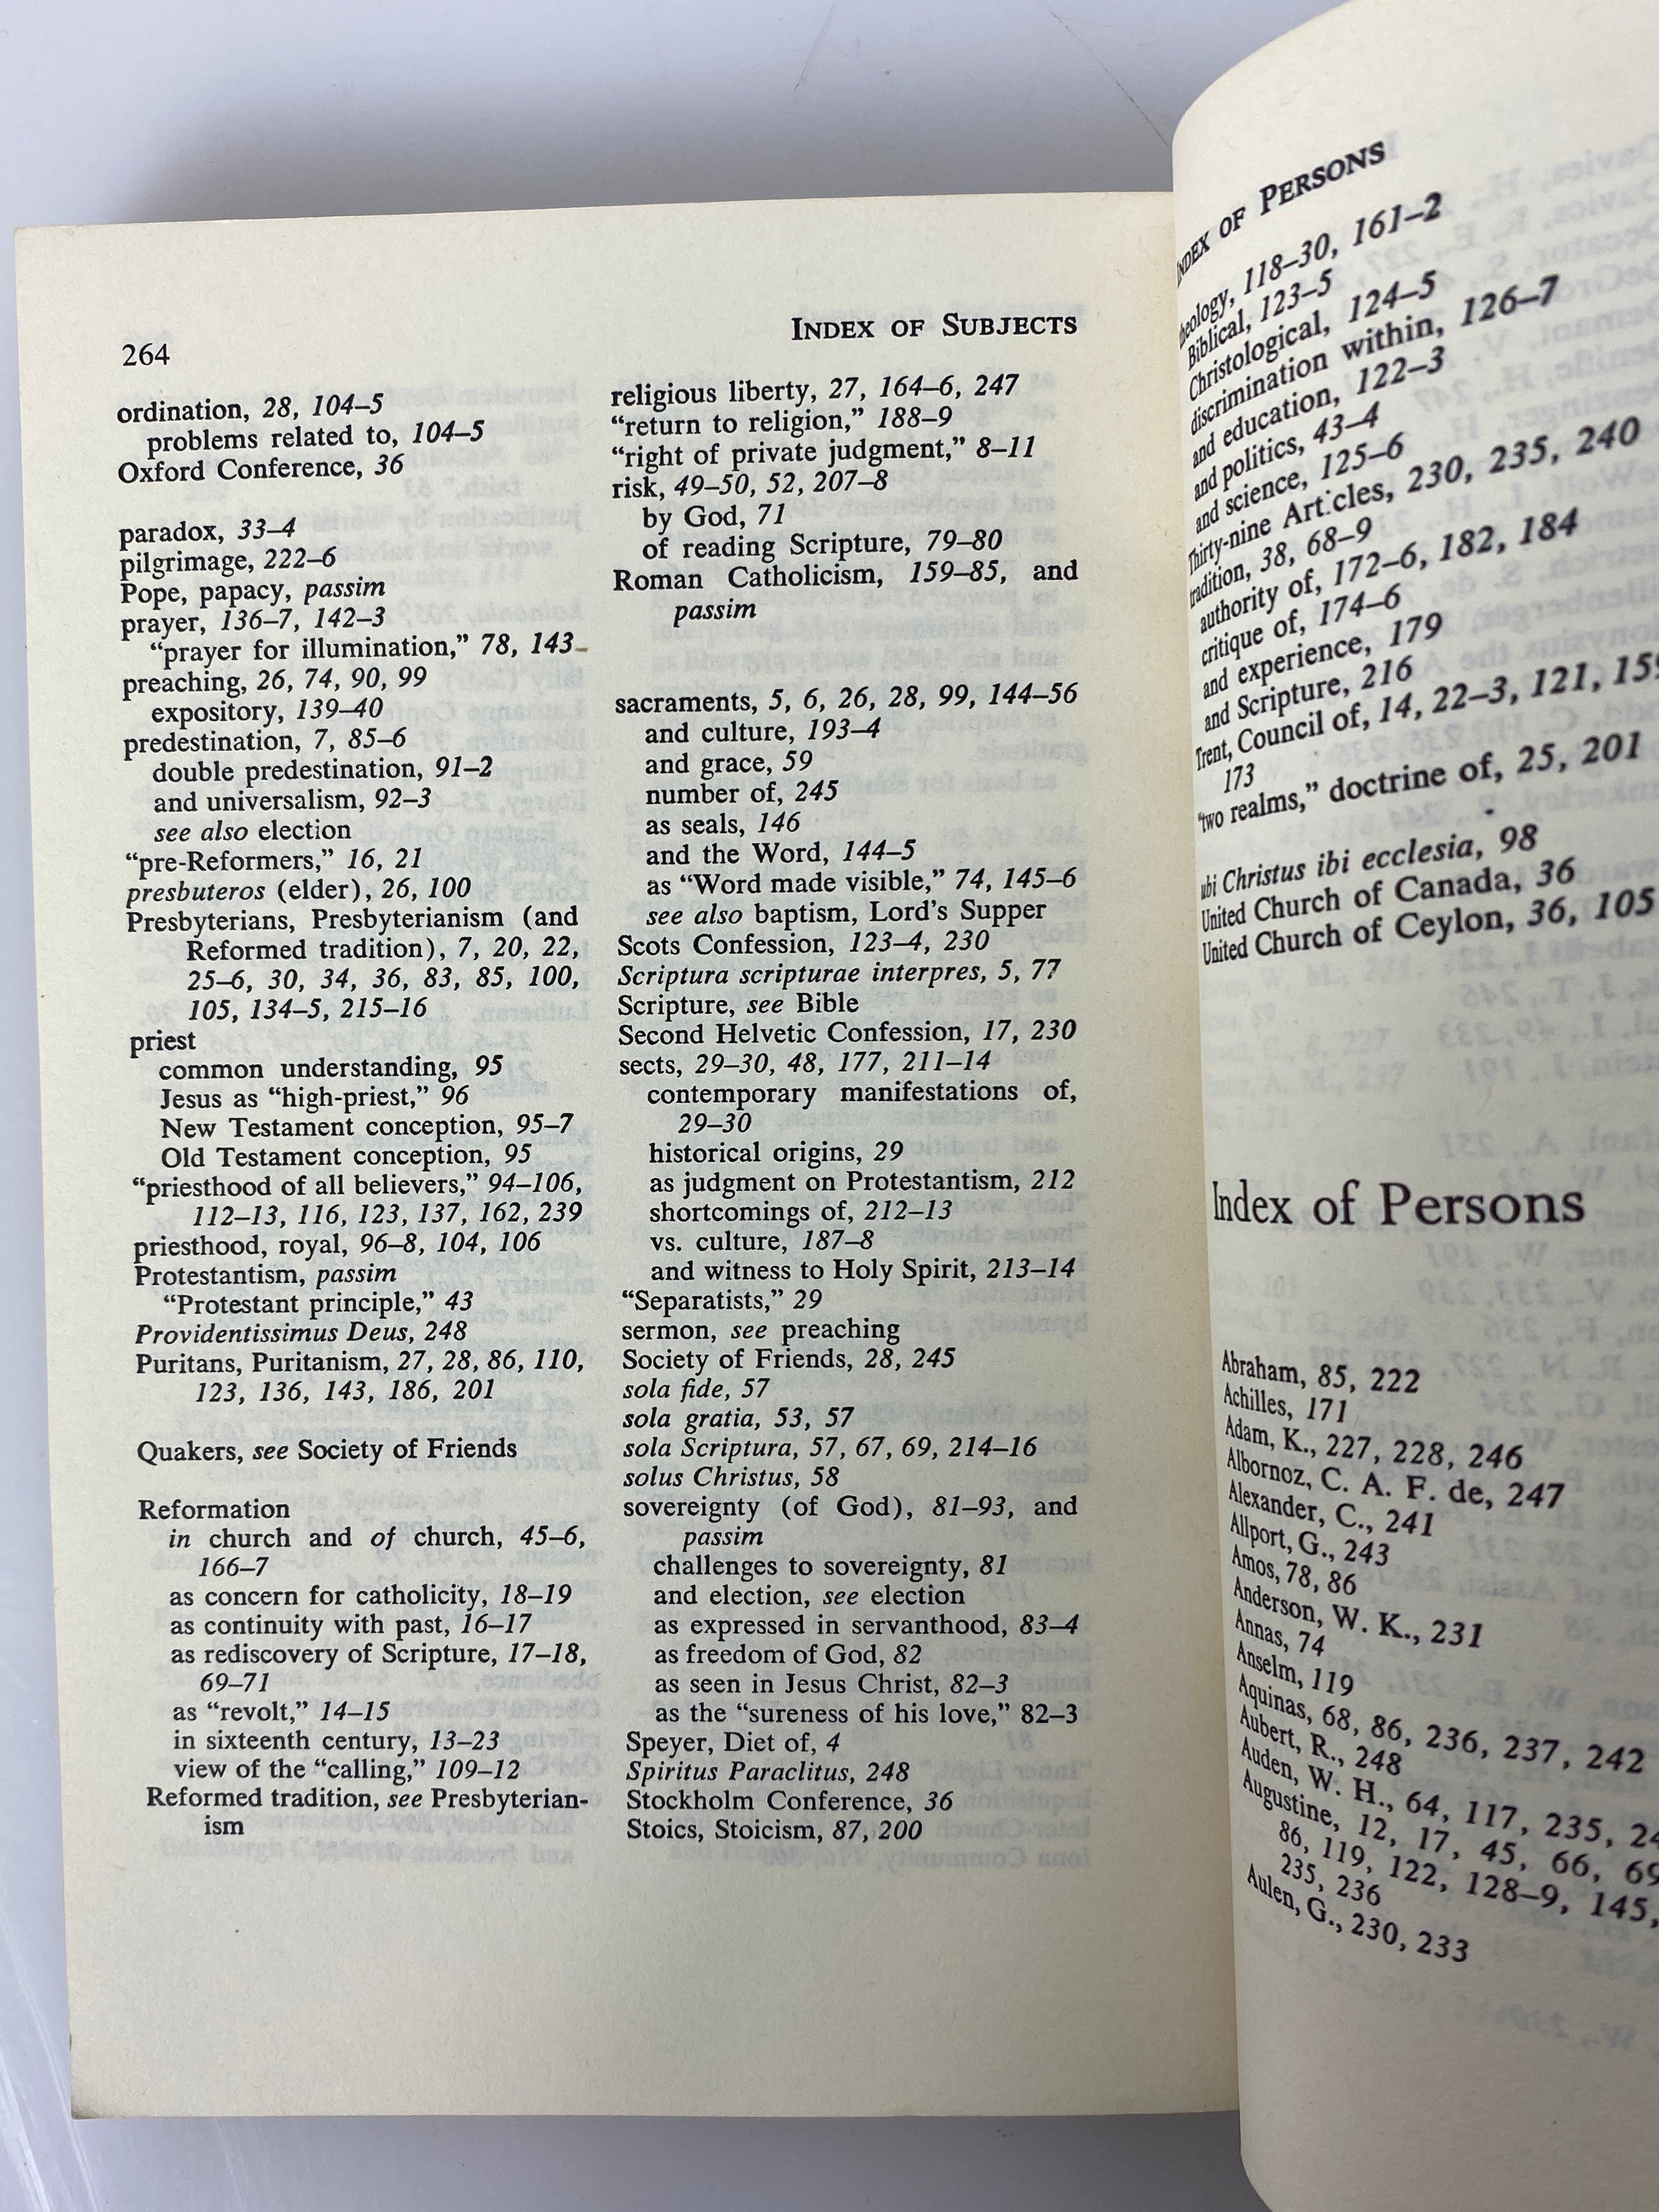 264
INDEX OF SUBJECTS
ordination, 28, 104–5
problems related to, 104–5
Oxford Conference, 36
paradox, 33–4
pilgrimage, 222–6
Pope, papacy, passim
prayer, 136–7, 142–3
“prayer for illumination,” 78, 143
preaching, 26, 74, 90, 99
expository, 139–40
predestination, 7, 85–6
double predestination, 91–2
and universalism, 92–3
see also election
“pre-Reformers,” 16, 21
presbuteros (elder), 26, 100
Presbyterians, Presbyterianism (and
Reformed tradition), 7, 20, 22,
25–6, 30, 34, 36, 83, 85, 100,
105, 134–5, 215–16
priest
common understanding, 95
Jesus as “high-priest,” 96
New Testament conception, 95–7
Old Testament conception, 95
“priesthood of all believers,” 94–106,
112–13, 116, 123, 137, 162, 239
priesthood, royal, 96–8, 104, 106
Protestantism, passim
“Protestant principle,” 43
Providentissimus Deus, 248
Puritans, Puritanism, 27, 28, 86, 110,
123, 136, 143, 186, 201
Quakers, see Society of Friends
Reformation
in church and of church, 45–6,
166–7
as concern for catholicity, 18–19
as continuity with past, 16–17
as rediscovery of Scripture, 17–18,
69–71
as “revolt,” 14–15
in sixteenth century, 13–23
view of the “calling,” 109–12
Reformed tradition, see Presbyterian-
ism
religious liberty, 27, 164–6, 247
“return to religion,” 188–9
“right of private judgment,” 8–11
risk, 49–50, 52, 207–8
by God, 71
of reading Scripture, 79–80
Roman Catholicism, 159–85, and
passim
sacraments, 5, 6, 26, 28, 99, 144–56
and culture, 193–4
and grace, 59
number of, 245
as seals, 146
and the Word, 144–5
as “Word made visible,” 74, 145–6
see also baptism, Lord’s Supper
Scots Confession, 123–4, 230
Scriptura scripturae interpres, 5, 77
Scripture, see Bible
Second Helvetic Confession, 17, 230
sects, 29–30, 48, 177, 211–14
contemporary manifestations of,
29–30
historical origins, 29
as judgment on Protestantism, 212
shortcomings of, 212–13
vs. culture, 187–8
and witness to Holy Spirit, 213–14
“Separatists,” 29
sermon, see preaching
Society of Friends, 28, 245
sola fide, 57
sola gratia, 53, 57
sola Scriptura, 57, 67, 69, 214–16
solus Christus, 58
sovereignty (of God), 81–93, and
passim
challenges to sovereignty, 81
and election, see election
as expressed in servanthood, 83–4
as freedom of God, 82
as seen in Jesus Christ, 82–3
as the “sureness of his love,” 82–3
Speyer, Diet of, 4
Spiritus Paraclitus, 248
Stockholm Conference, 36
Stoics, Stoicism, 87, 200
INDEX OF PERSONS
theology, 118–30, 161–2
Biblical, 123–5
Christological, 124–5
discrimination within, 126–7
and education, 122–3
and politics, 43–4
and science, 125–6
Thirty-nine Articles, 230, 235, 240
tradition, 38, 68–9
authority of, 172–6, 182, 184
critique of, 174–6
and experience, 179
and Scripture, 216
Trent, Council of, 14, 22–3, 121, 159
173
“two realms,” doctrine of, 25, 201
ubi Christus ibi ecclesia, 98
United Church of Canada, 36
United Church of Ceylon, 36, 105
Index of Persons
Abraham, 85, 222
Achilles, 171
Adam, K., 227, 228, 246
Albornoz, C. A. F. de, 247
Alexander, C., 241
Allport, G., 243
Amos, 78, 86
Anderson, W. K., 231
Annas, 74
Anselm, 119
Aquinas, 68, 86, 236, 237, 242
Aubert, R., 248
Auden, W. H., 64, 117, 235,
Augustine, 12, 17, 45, 66, 69
86, 119, 122, 128–9, 145,
235, 236
Aulen, G., 230, 233